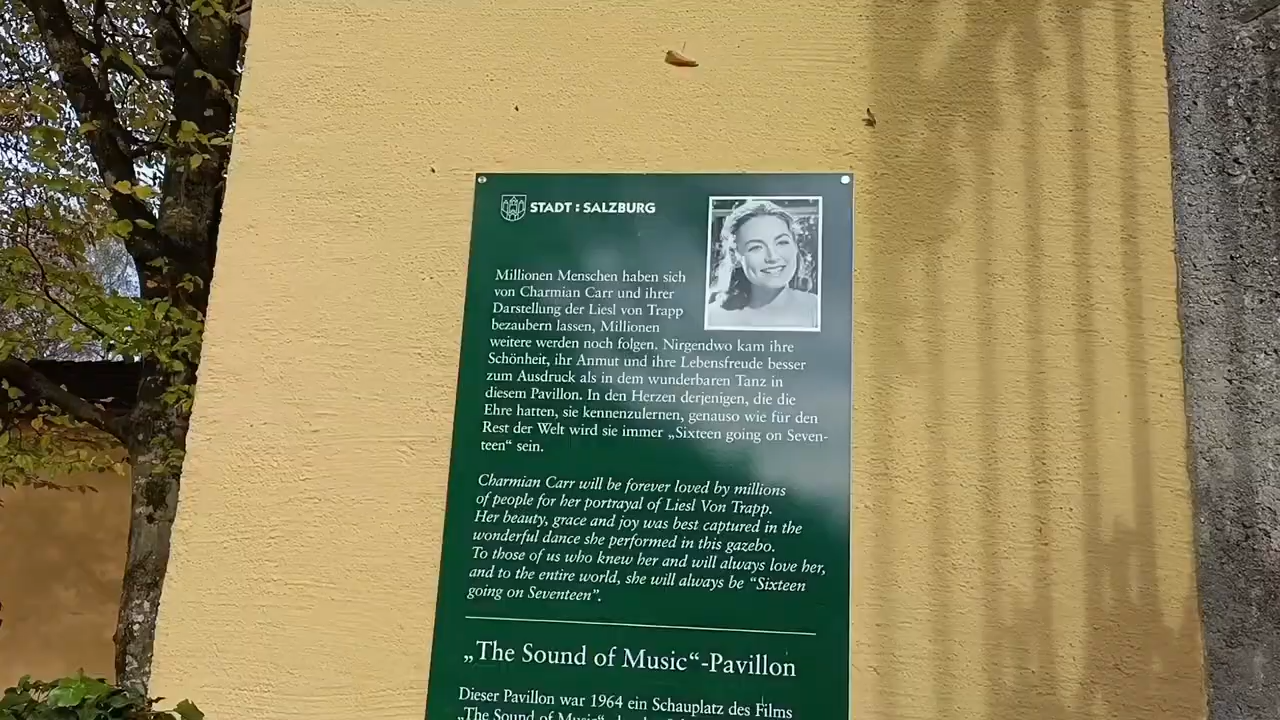 STADT : SALZBURG
Millionen Menschen haben sich
von Charmian Carr und ihrer
Darstellung der Liesl von Trapp
bezaubern lassen, Millionen
weitere werden noch folgen. Nirgendwo kam ihre
Schönheit, ihr Anmut und ihre Lebensfreude besser
zum Ausdruck als in dem wunderbaren Tanz in
diesem Pavillon. In den Herzen derjenigen, die die
Ehre hatten, sie kennenzulernen, genauso wie für den
Rest der Welt wird sie immer „Sixteen going on Seven-
teen“ sein.
Charmian Carr will be forever loved by millions
of people for her portrayal of Liesl Von Trapp.
Her beauty, grace and joy was best captured in the
wonderful dance she performed in this gazebo.
To those of us who knew her and will always love her,
and to the entire world, she will always be “Sixteen
going on Seventeen”.
„The Sound of Music“-Pavillon
Dieser Pavillon war 1964 ein Schauplatz des Films
„The Sound of Music“